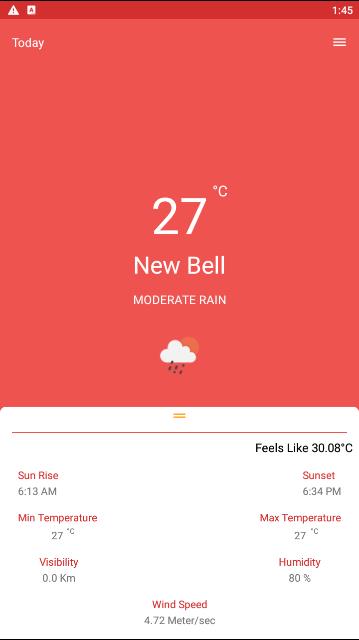 1:45
Today
27 °C
New Bell
MODERATE RAIN
Feels Like 30.08°C
Sun Rise
Sunset
6:13 AM
6:34 PM
Min Temperature
Max Temperature
27 °C
27 °C
Visibility
Humidity
0.0 Km
80 %
Wind Speed
4.72 Meter/sec